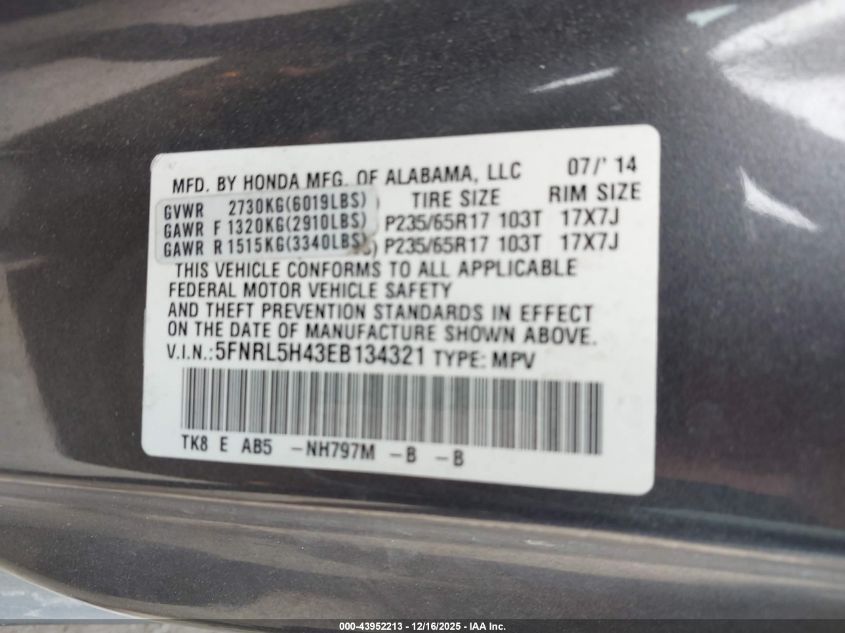 MFD. BY HONDA MFG. OF ALABAMA, LLC 07/'14
GVWR 2730KG(6019LBS) TIRE SIZE RIM SIZE
GAWR F 1320KG(2910LBS) P235/65R17 103T 17X7J
GAWR R 1515KG(3340LBS) P235/65R17 103T 17X7J
THIS VEHICLE CONFORMS TO ALL APPLICABLE
FEDERAL MOTOR VEHICLE SAFETY
AND THEFT PREVENTION STANDARDS IN EFFECT
ON THE DATE OF MANUFACTURE SHOWN ABOVE.
V.I.N.:5FNRL5H43EB134321 TYPE: MPV
TK8 E AB5 -NH797M -B -B
000-43952213 - 12/16/2025 - IAA Inc.